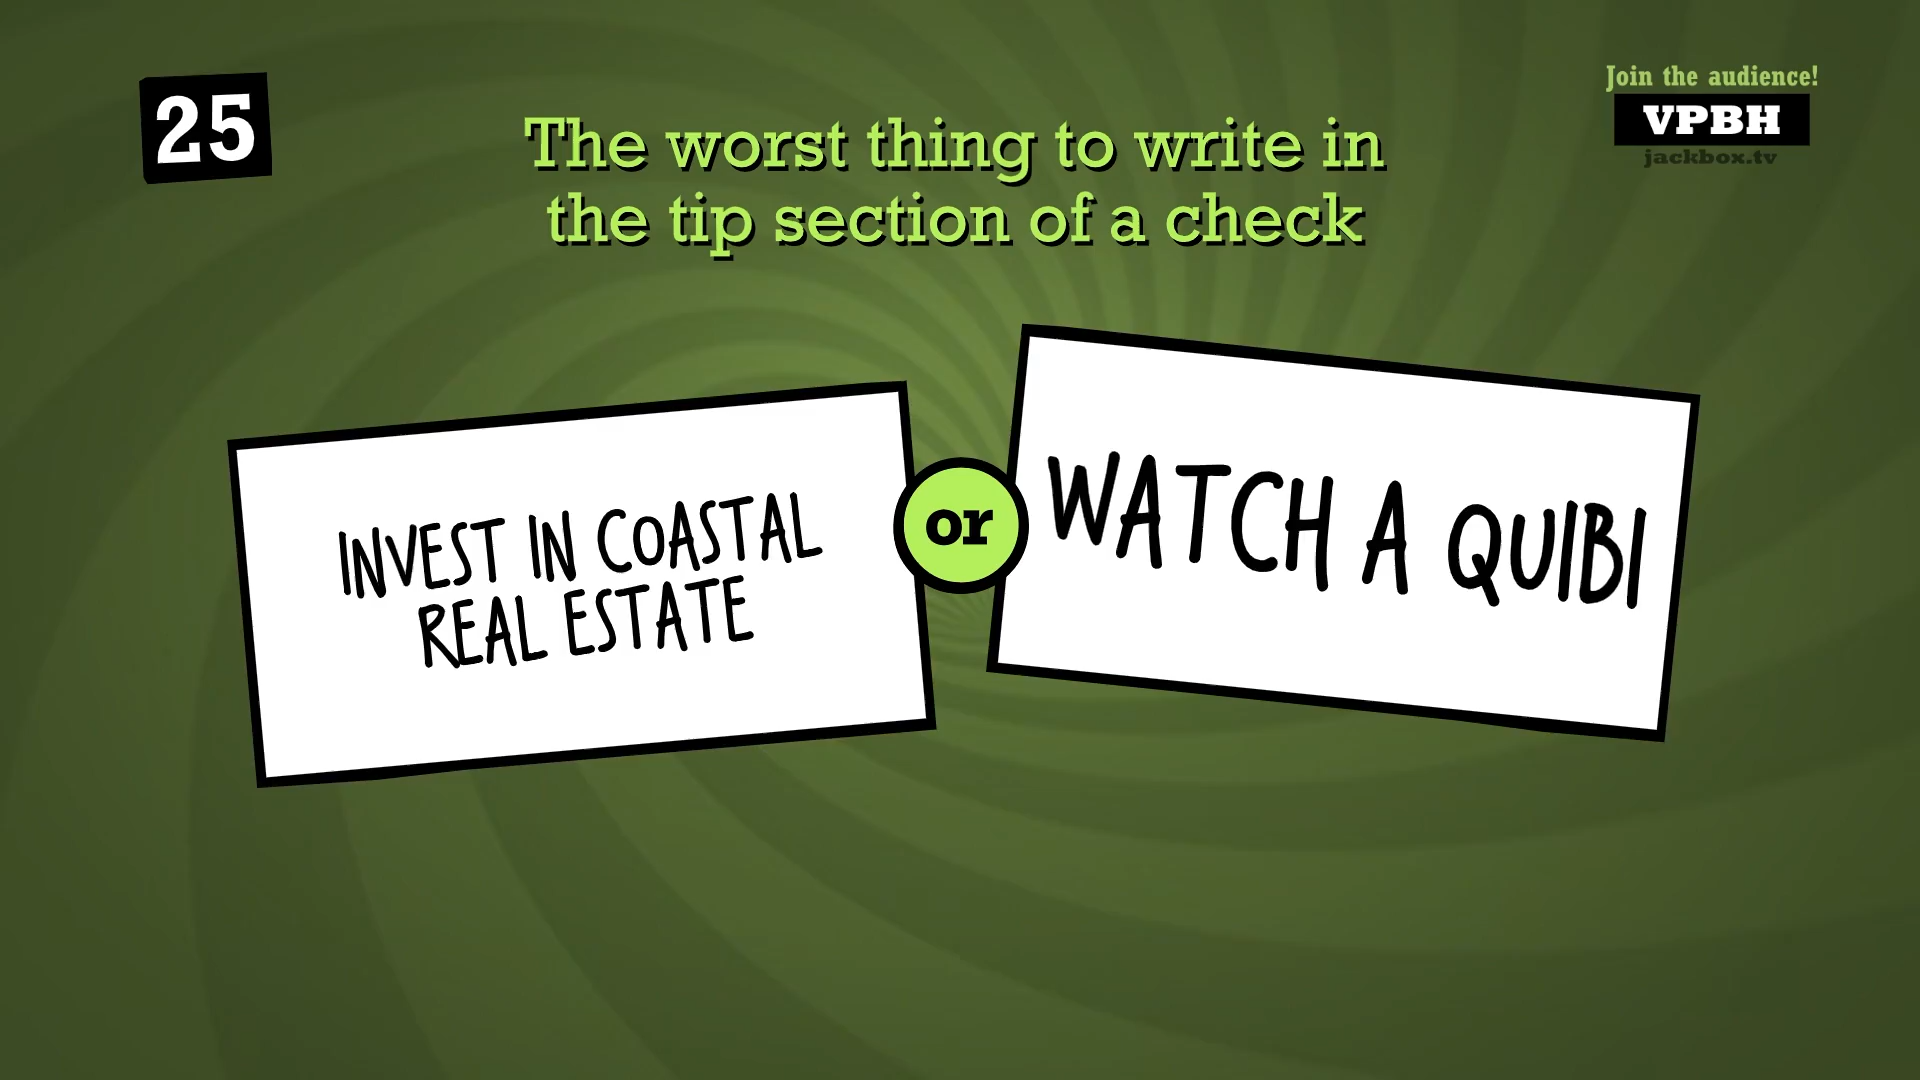 25
Join the audience!
VPBH
jackbox.tv
The worst thing to write in
the tip section of a check
INVEST IN COASTAL
REAL ESTATE
or
WATCH A QUIBI